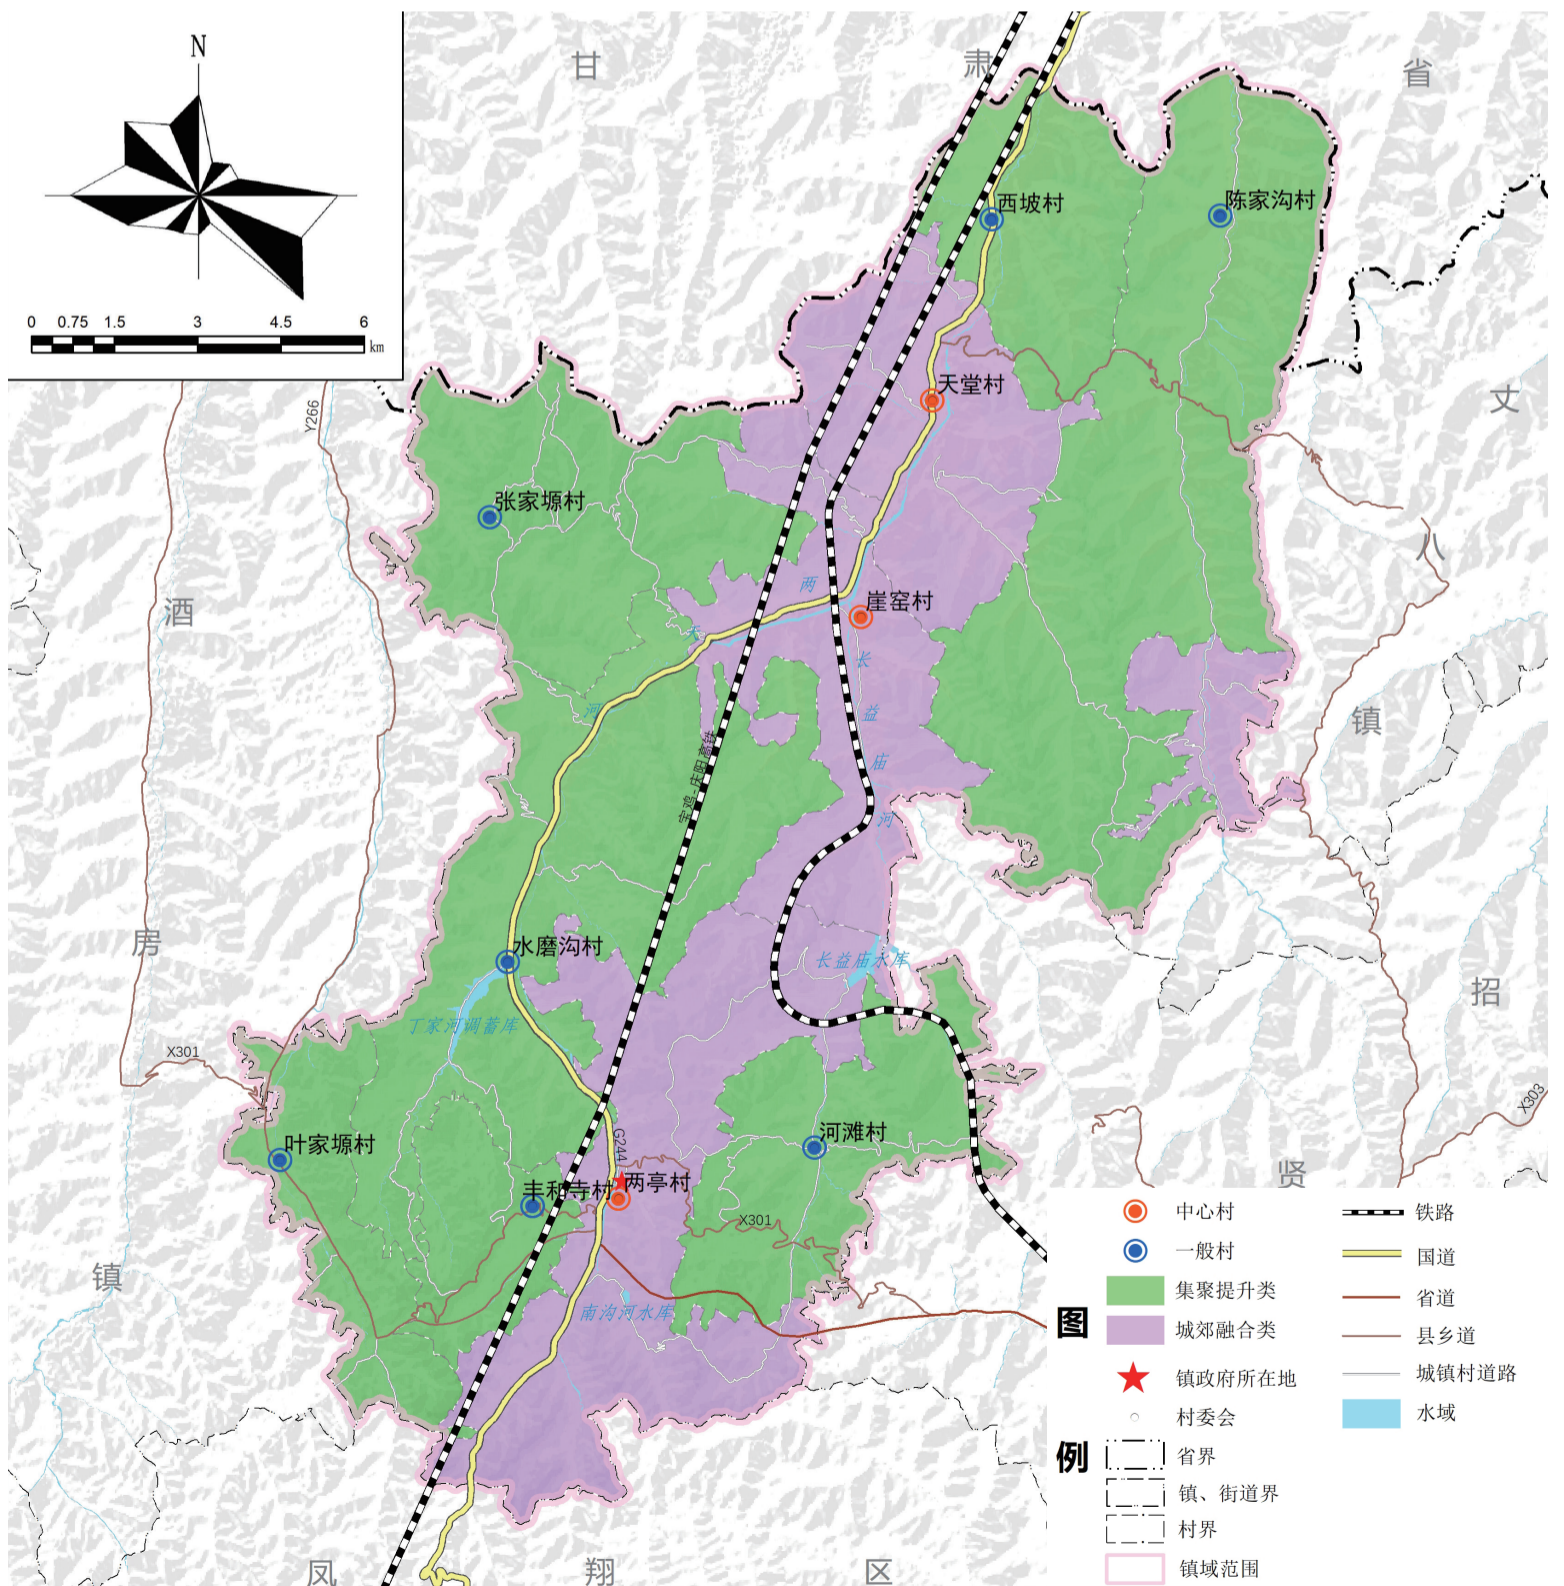 N
0 0.75 1.5 3 4.5 6
km
甘 肃 省
西坡村
陈家沟村
天堂村
丈
Y266
张家塬村
八
酒
两
崖窑村
天
长
河
益
镇
宝鸡-庆阳高铁
庙
河
房
水磨沟村
长益庙水库
招
丁家河调蓄库
X301
X303
叶家塬村
G244
河滩村
贤
丰和寺村
两亭村
X301
镇
南沟河水库
凤 翔 区
图
例
中心村
一般村
集聚提升类
城郊融合类
镇政府所在地
村委会
省界
镇、街道界
村界
镇域范围
铁路
国道
省道
县乡道
城镇村道路
水域